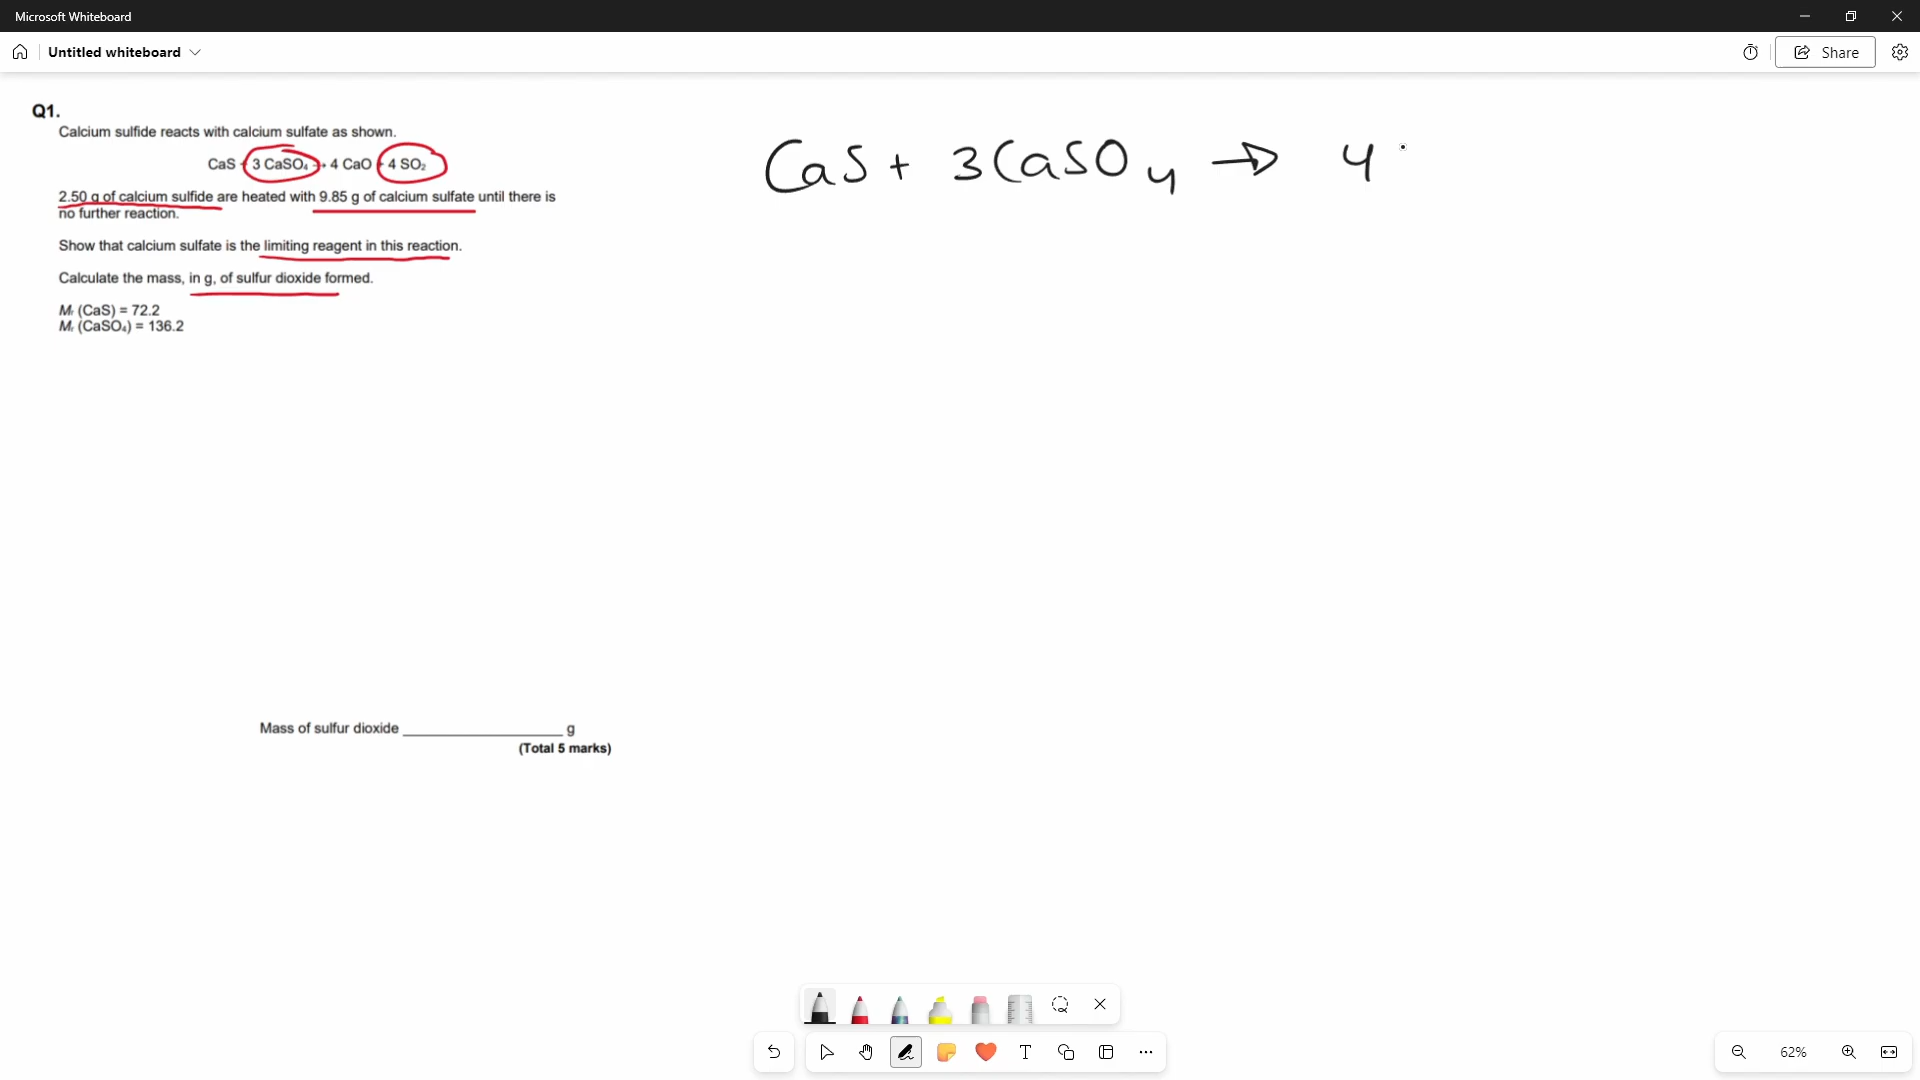 Microsoft Whiteboard
Untitled whiteboard
Share
Q1.
Calcium sulfide reacts with calcium sulfate as shown.
CaS + 3 CaSO₄ → 4 CaO + 4 SO₂
2.50 g of calcium sulfide are heated with 9.85 g of calcium sulfate until there is
no further reaction.
Show that calcium sulfate is the limiting reagent in this reaction.
Calculate the mass, in g, of sulfur dioxide formed.
Mᵣ (CaS) = 72.2
Mᵣ (CaSO₄) = 136.2
Mass of sulfur dioxide ____________________ g
(Total 5 marks)
CaS + 3CaSO₄ → 4
T
62%